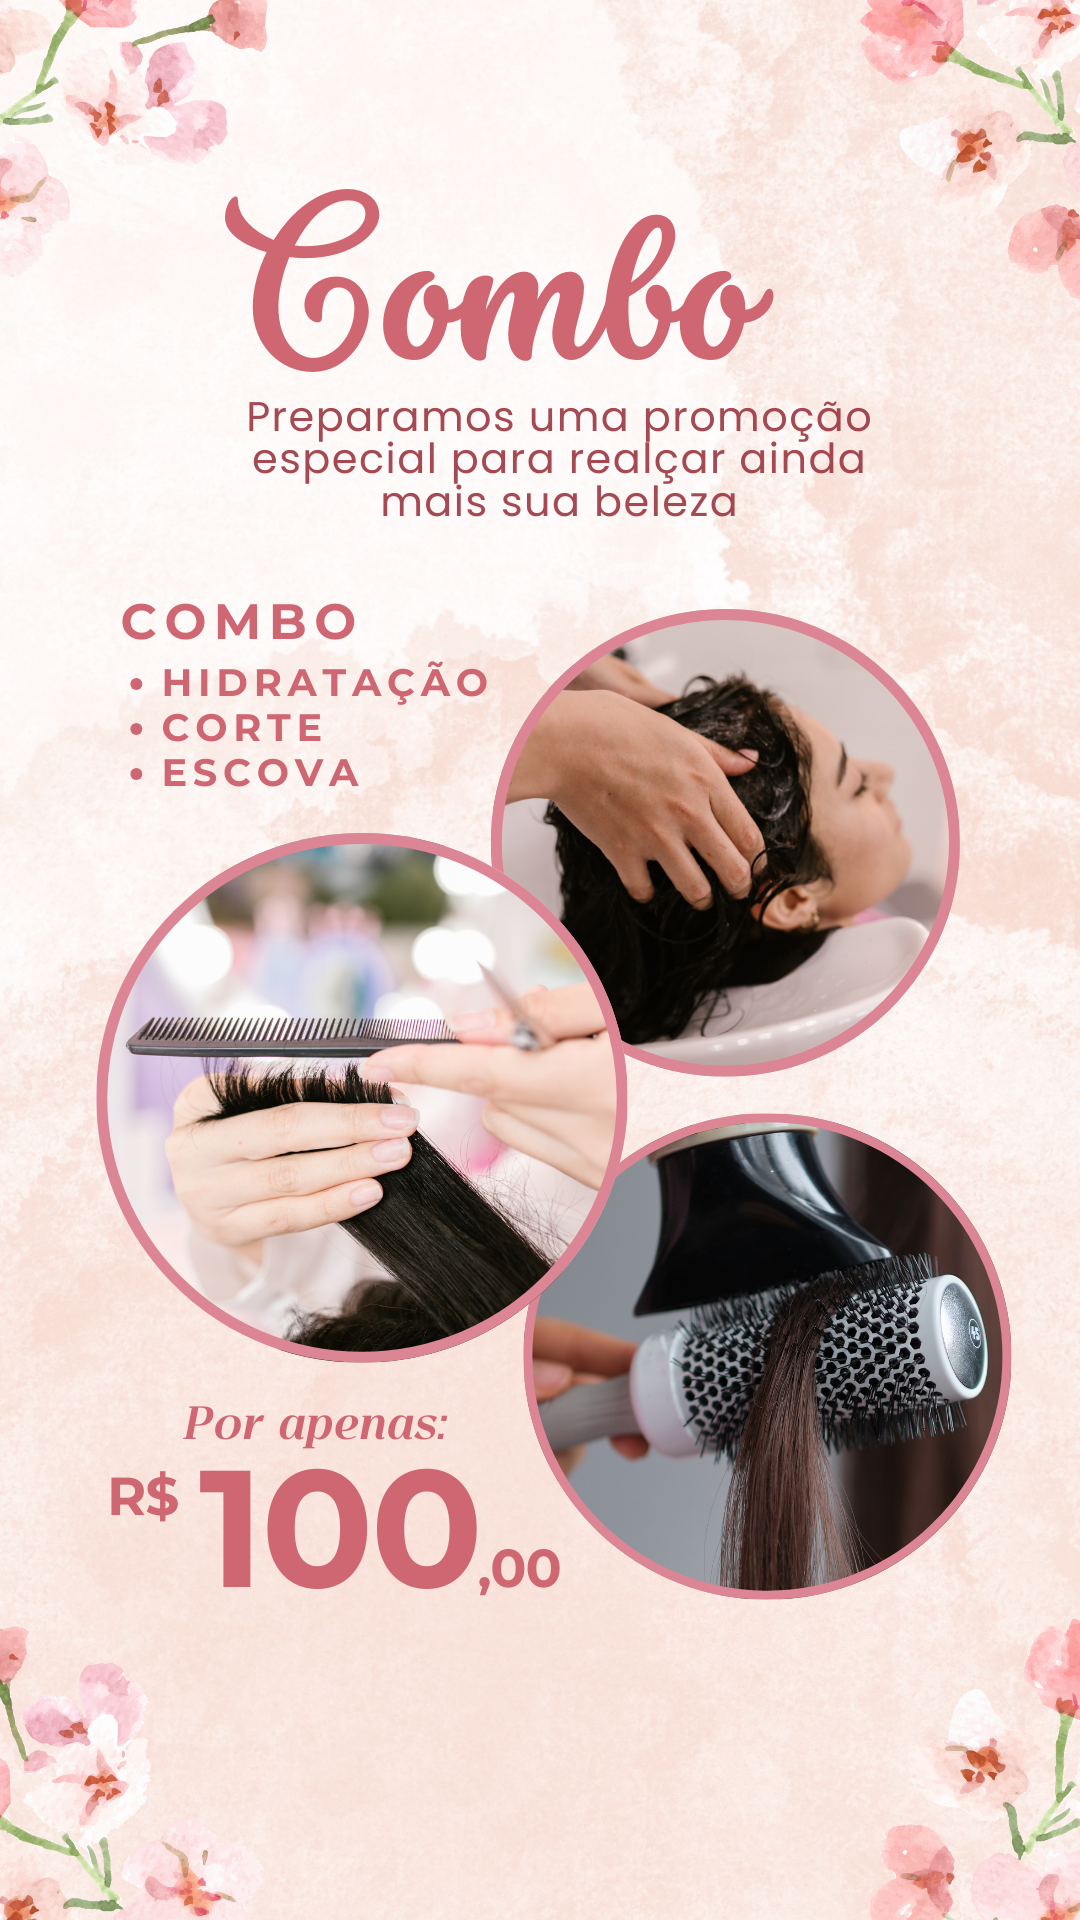 Combo
Preparamos uma promoção
especial para realçar ainda
mais sua beleza
COMBO
• HIDRATAÇÃO
• CORTE
• ESCOVA
Por apenas:
R$ 100,00
45